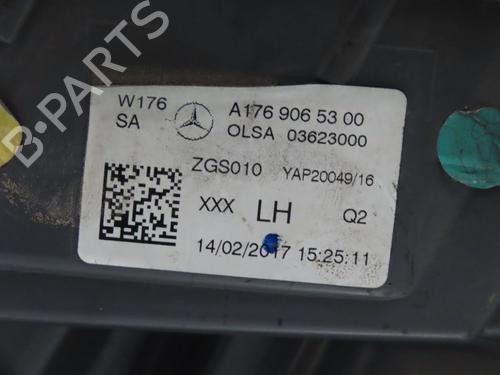 B-PARTS
W176 A176 906 53 00
SA OLSA 03623000
ZGS010 YAP20049/16
XXX LH Q2
14/02/2017 15:25:11